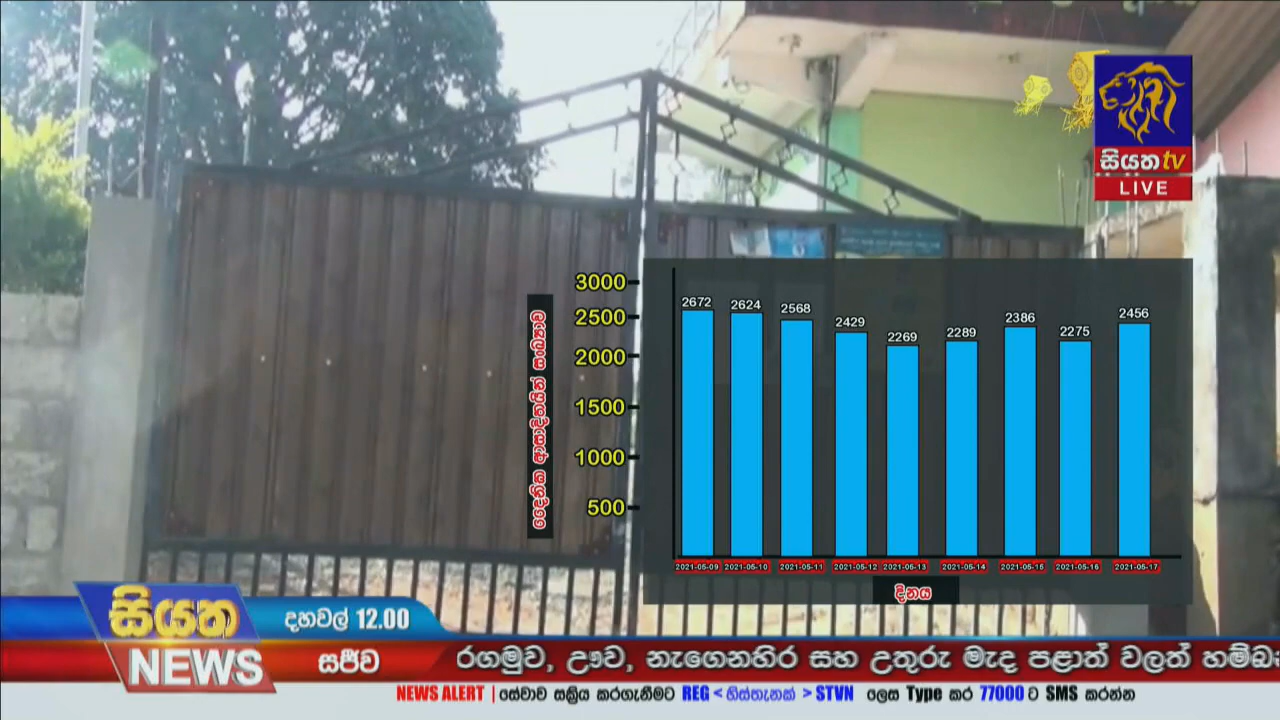 සියත tv
LIVE
3000
2500
2000
1500
1000
500
දෛනික ආසාදිතයින් සංඛ්‍යාව
2672 2624 2568 2429 2269 2289 2386 2275 2456
2021-05-09 2021-05-10 2021-05-11 2021-05-12 2021-05-13 2021-05-14 2021-05-15 2021-05-16 2021-05-17
දිනය
සියත දහවල් 12.00
NEWS සජීව රගමුව, ඌව, නැගෙනහිර සහ උතුරු මැද පළාත් වලත් හම්බ
NEWS ALERT | සේවාව සක්‍රිය කරගැනීමට REG < හිස්තැනක් > STVN ලෙස Type කර 77000 ට SMS කරන්න